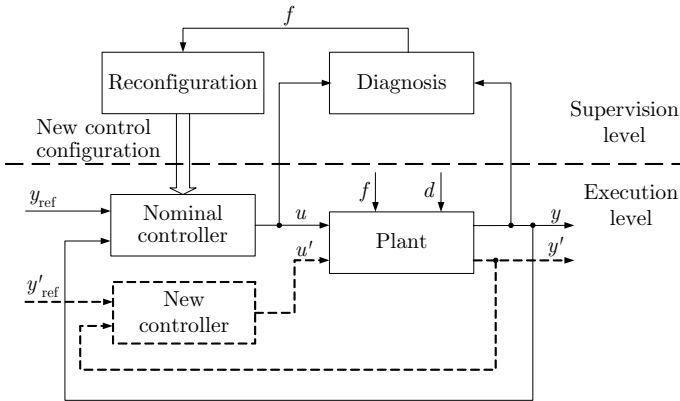 f
Reconfiguration
Diagnosis
New control
configuration
Supervision
level
Execution
level
y_ref
Nominal
controller
u
f
d
Plant
y
u'
y'
y'_ref
New
controller